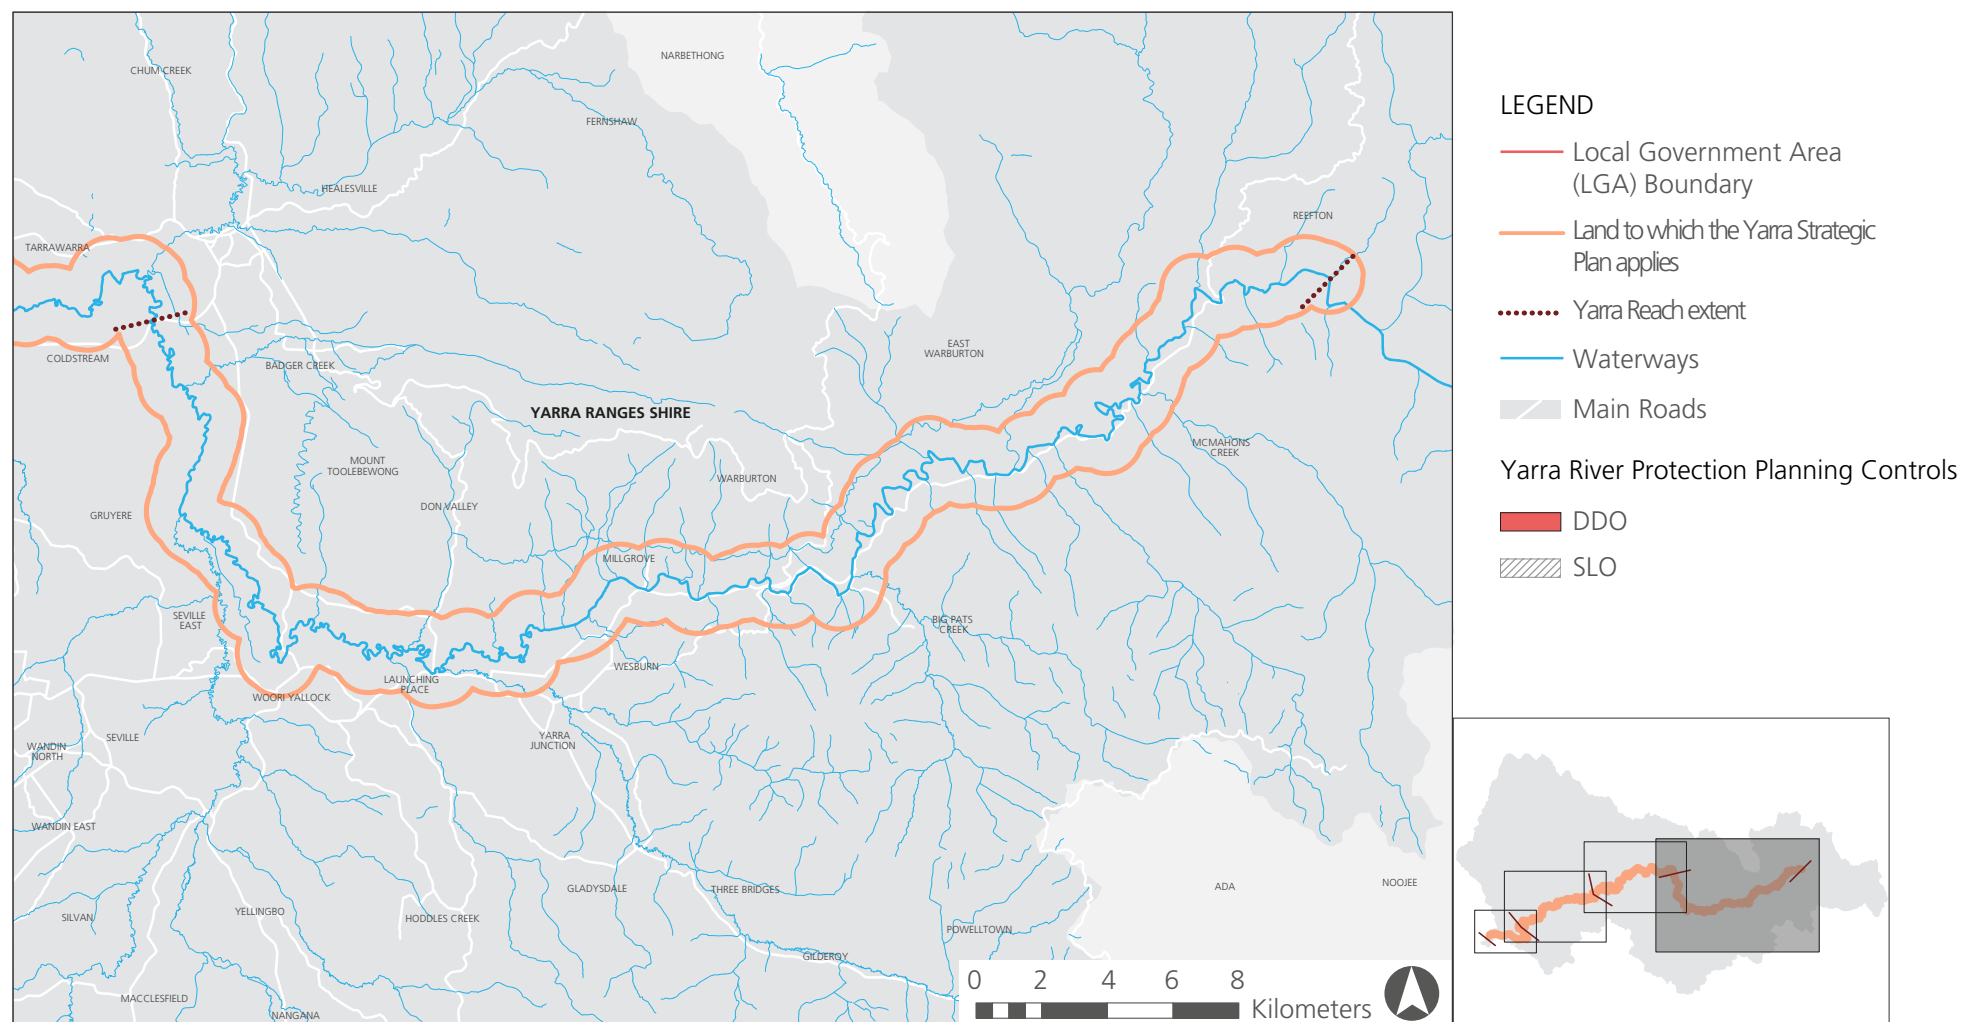 NARBETHONG
CHUM CREEK
FERNSHAW
HEALESVILLE
REEFTON
TARRAWARRA
EAST
WARBURTON
COLDSTREAM
BADGER CREEK
YARRA RANGES SHIRE
MCMAHONS
CREEK
MOUNT
TOOLEBEWONG
WARBURTON
DON VALLEY
GRUYERE
MILLGROVE
SEVILLE
EAST
BIG PATS
CREEK
WESBURN
LAUNCHING
PLACE
WOORI YALLOCK
SEVILLE
YARRA
JUNCTION
WANDIN
NORTH
WANDIN EAST
GLADYSDALE
THREE BRIDGES
ADA
NOOJEE
SILVAN
YELLINGBO
HODDLES CREEK
POWELLTOWN
GILDEROY
MACCLESFIELD
NANGANA
0 2 4 6 8
Kilometers
LEGEND
Local Government Area
(LGA) Boundary
Land to which the Yarra Strategic
Plan applies
Yarra Reach extent
Waterways
Main Roads
Yarra River Protection Planning Controls
DDO
SLO